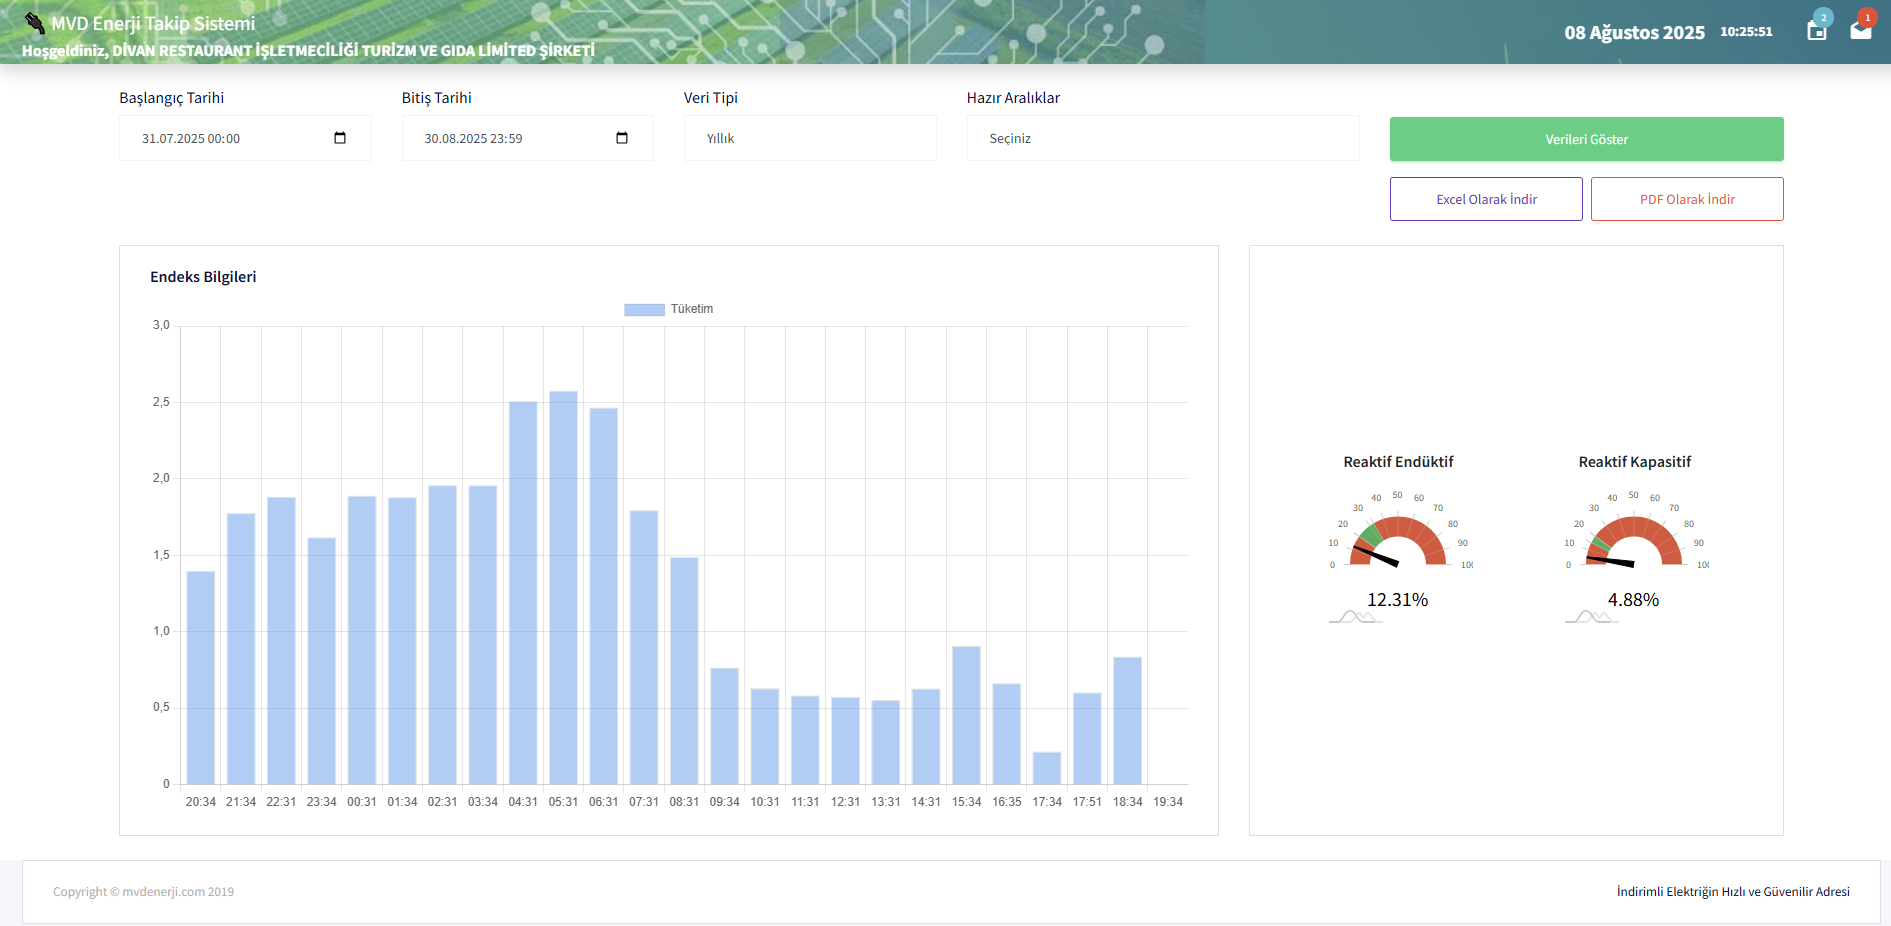 MVD Enerji Takip Sistemi
Hoşgeldiniz, DİVAN RESTAURANT İŞLETMECİLİĞİ TURİZM VE GIDA LİMİTED ŞİRKETİ
08 Ağustos 2025 10:25:51 2 1
Başlangıç Tarihi Bitiş Tarihi Veri Tipi Hazır Aralıklar
31.07.2025 00:00 30.08.2025 23:59 Yıllık Seçiniz Verileri Göster
Excel Olarak İndir PDF Olarak İndir
Endeks Bilgileri
Tüketim
3,0
2,5
2,0
1,5
1,0
0,5
0
20:34 21:34 22:31 23:34 00:31 01:34 02:31 03:34 04:31 05:31 06:31 07:31 08:31 09:34 10:31 11:31 12:31 13:31 14:31 15:34 16:35 17:34 17:51 18:34 19:34
Reaktif Endüktif
0 10 20 30 40 50 60 70 80 90 100
12.31%
Reaktif Kapasitif
0 10 20 30 40 50 60 70 80 90 100
4.88%
Copyright © mvdenerji.com 2019
İndirimli Elektriğin Hızlı ve Güvenilir Adresi